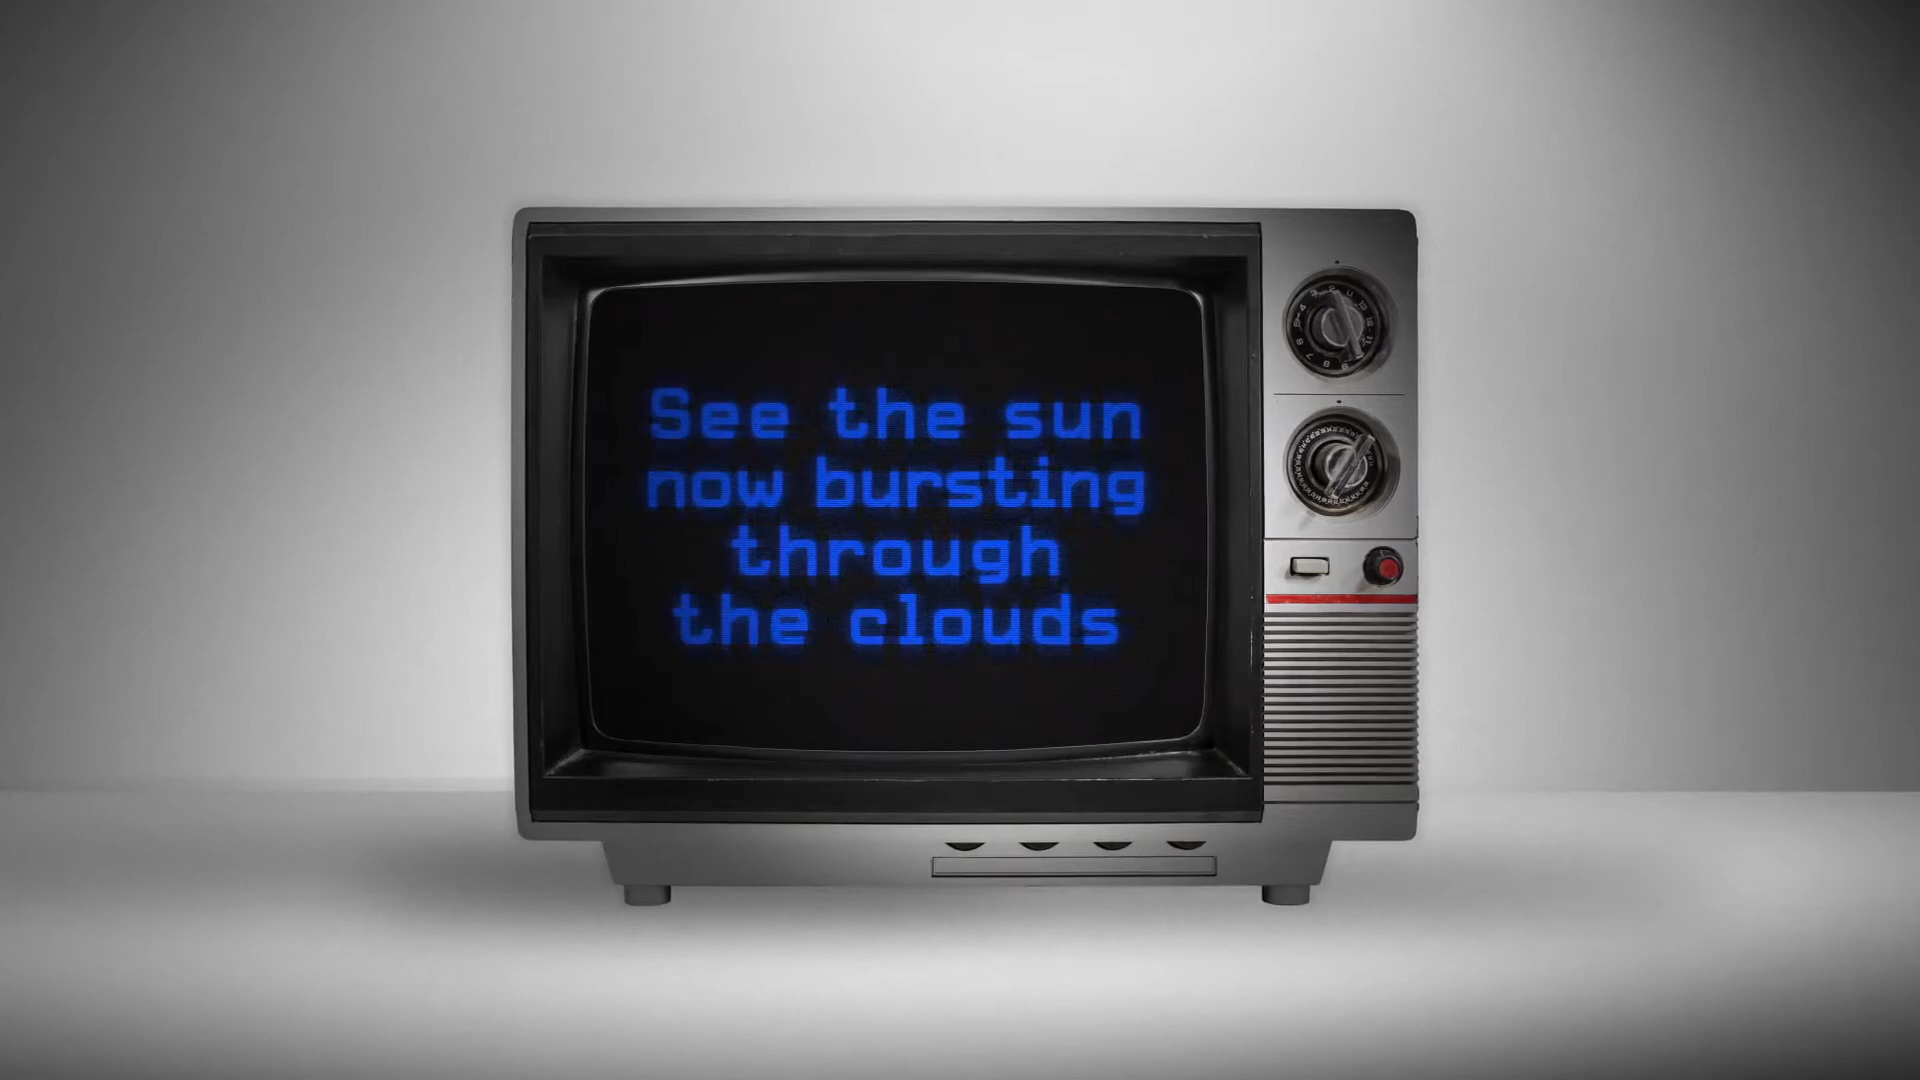 See the sun
now bursting
through
the clouds